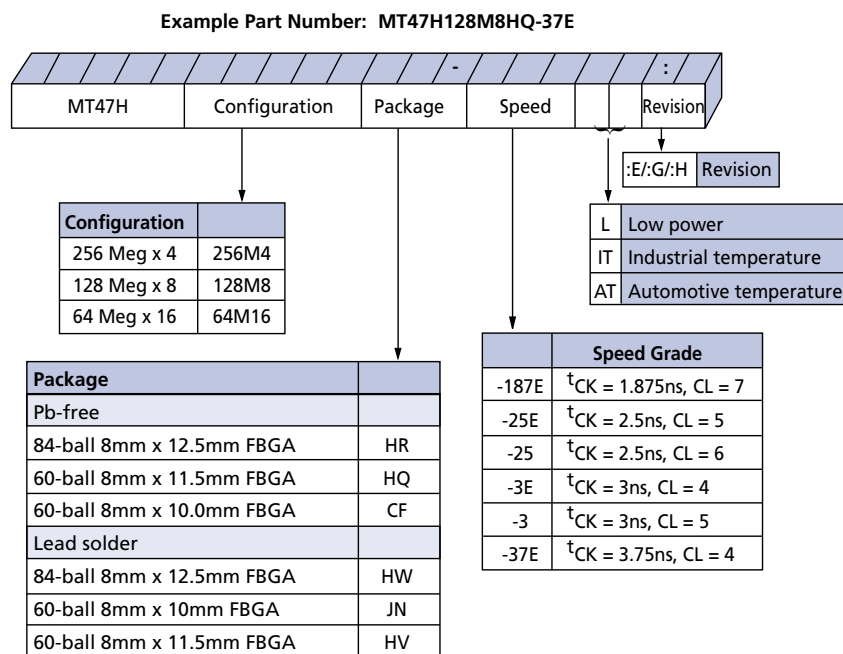 Example Part Number: MT47H128M8HQ-37E
- :
MT47H Configuration Package Speed Revision
:E/:G/:H Revision
L Low power
IT Industrial temperature
AT Automotive temperature
Configuration
256 Meg x 4 256M4
128 Meg x 8 128M8
64 Meg x 16 64M16
Package
Pb-free
84-ball 8mm x 12.5mm FBGA HR
60-ball 8mm x 11.5mm FBGA HQ
60-ball 8mm x 10.0mm FBGA CF
Lead solder
84-ball 8mm x 12.5mm FBGA HW
60-ball 8mm x 10mm FBGA JN
60-ball 8mm x 11.5mm FBGA HV
Speed Grade
-187E tCK = 1.875ns, CL = 7
-25E tCK = 2.5ns, CL = 5
-25 tCK = 2.5ns, CL = 6
-3E tCK = 3ns, CL = 4
-3 tCK = 3ns, CL = 5
-37E tCK = 3.75ns, CL = 4